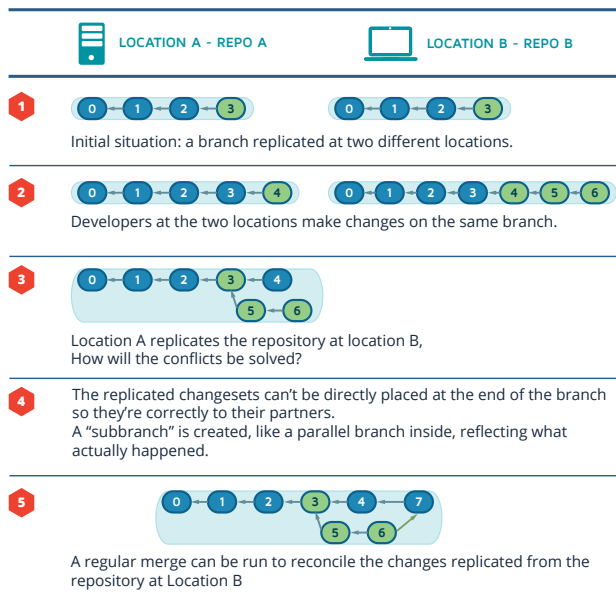 LOCATION A - REPO A
LOCATION B - REPO B
1
0 1 2 3
0 1 2 3
Initial situation: a branch replicated at two different locations.
2
0 1 2 3 4
0 1 2 3 4 5 6
Developers at the two locations make changes on the same branch.
3
0 1 2 3 4
5 6
Location A replicates the repository at location B,
How will the conflicts be solved?
4
The replicated changesets can’t be directly placed at the end of the branch
so they’re correctly to their partners.
A “subbranch” is created, like a parallel branch inside, reflecting what
actually happened.
5
0 1 2 3 4 7
5 6
A regular merge can be run to reconcile the changes replicated from the
repository at Location B